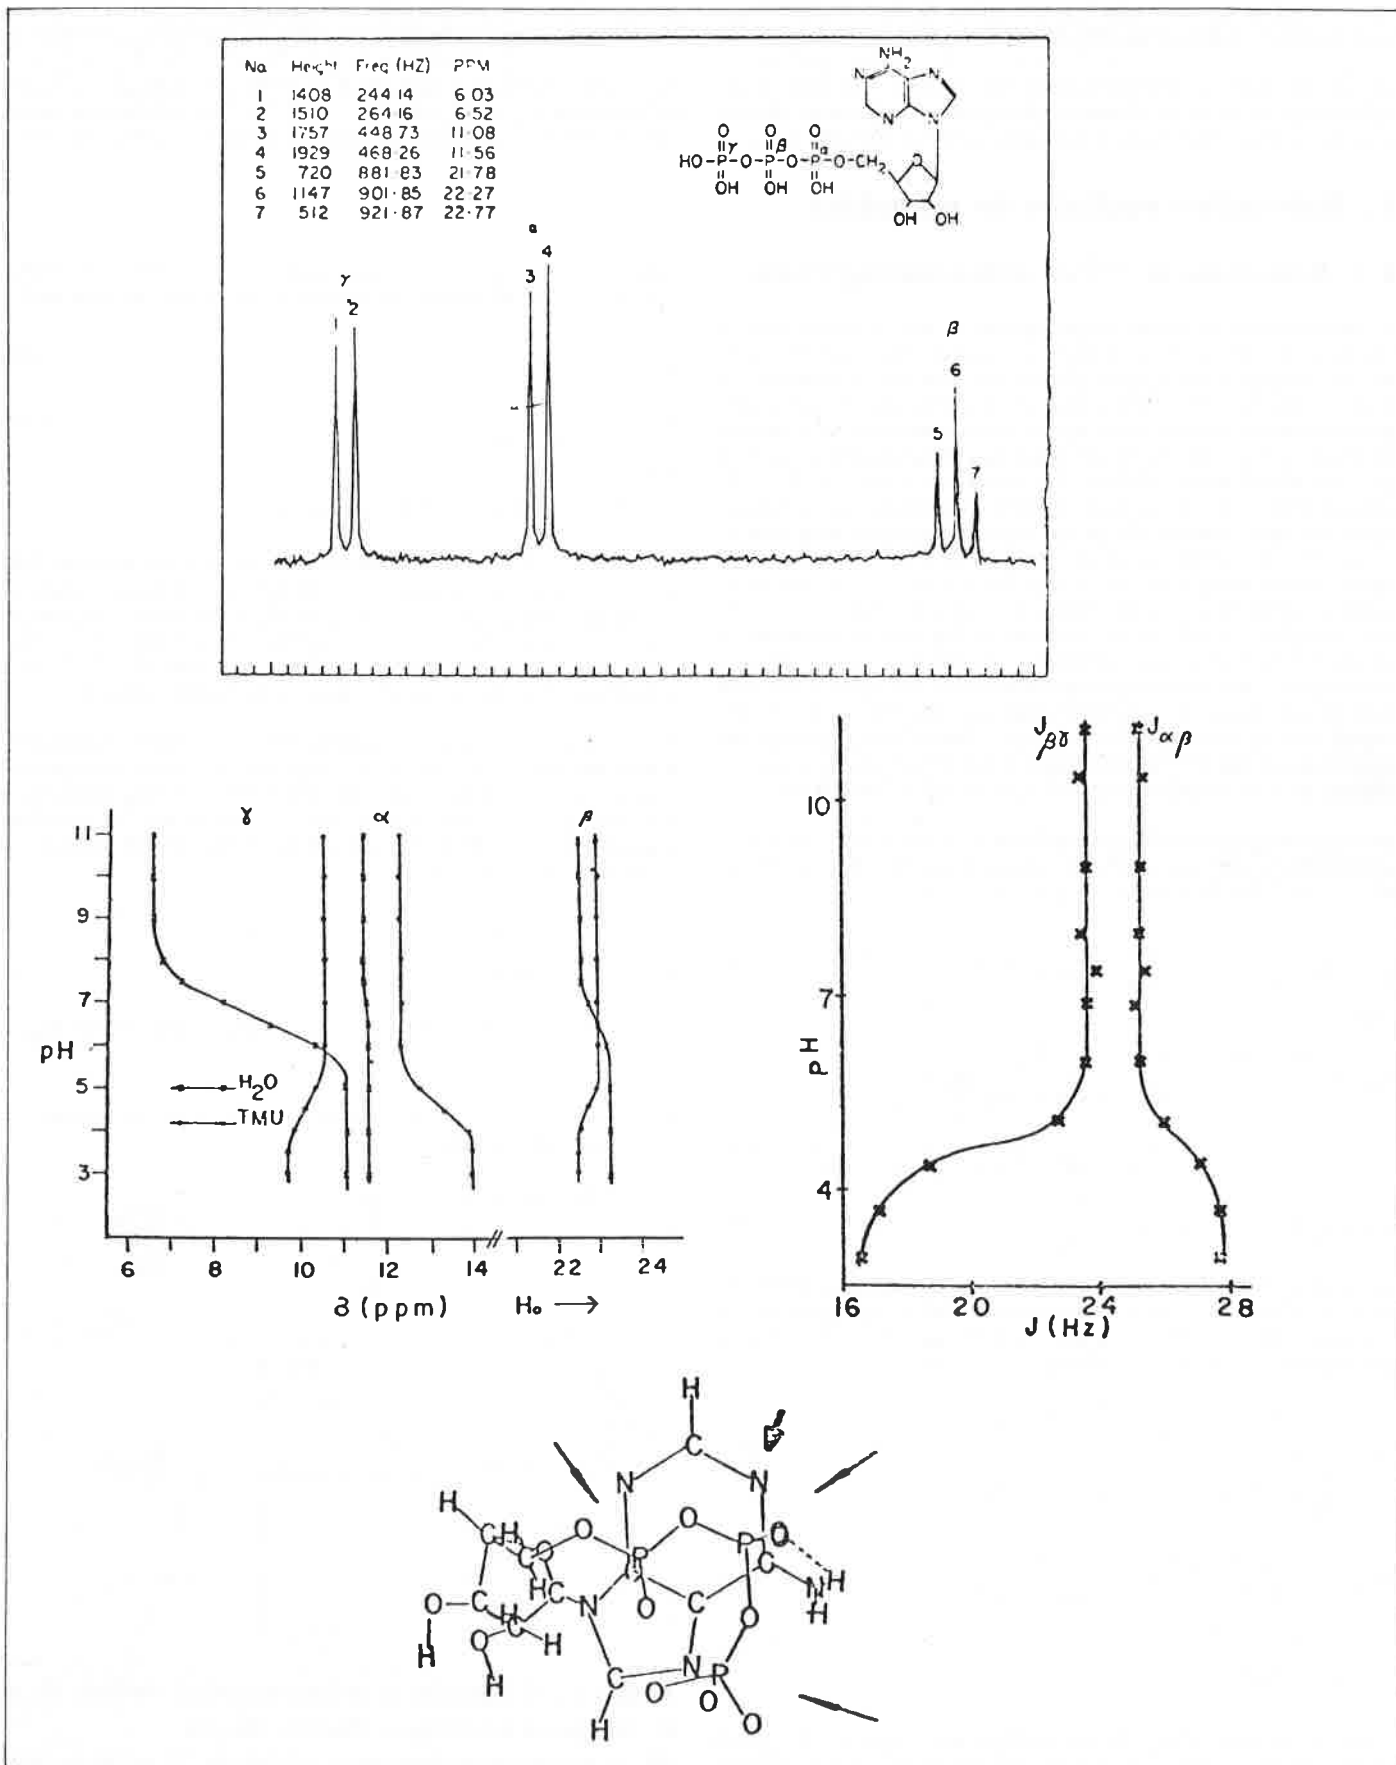 No Height Freq (HZ) PPM
1 1408 244·14 6·03
2 1510 264·16 6·52
3 1757 448·73 11·08
4 1929 468·26 11·56
5 720 881·83 21·78
6 1147 901·85 22·27
7 512 921·87 22·77
NH2
N N
N N
O O O
γ β α
HO-P-O-P-O-P-O-CH2 O
OH OH OH
OH OH
γ α β
1 2 3 4 5 6 7
γ α β
11
9
7
pH
5
3
H2O
TMU
6 8 10 12 14 22 24
δ (ppm) Ho →
Jβγ Jαβ
10
7
pH
4
16 20 24 28
J (Hz)
H
C
N N
H O O O
C H O C P P C N H
H C N O C O H
O C H
H O C H N
H C O P O
H O